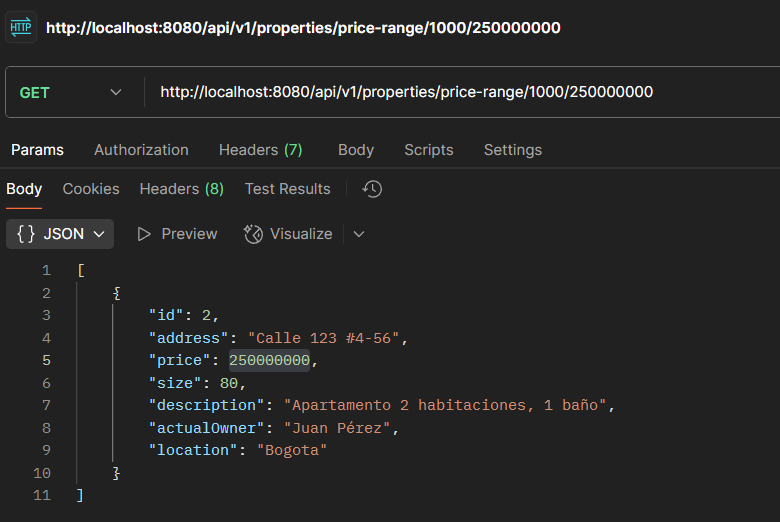 HTTP http://localhost:8080/api/v1/properties/price-range/1000/250000000
GET http://localhost:8080/api/v1/properties/price-range/1000/250000000
Params Authorization Headers (7) Body Scripts Settings
Body Cookies Headers (8) Test Results
{} JSON Preview Visualize
1 [
2 {
3 "id": 2,
4 "address": "Calle 123 #4-56",
5 "price": 250000000,
6 "size": 80,
7 "description": "Apartamento 2 habitaciones, 1 baño",
8 "actualOwner": "Juan Pérez",
9 "location": "Bogota"
10 }
11 ]